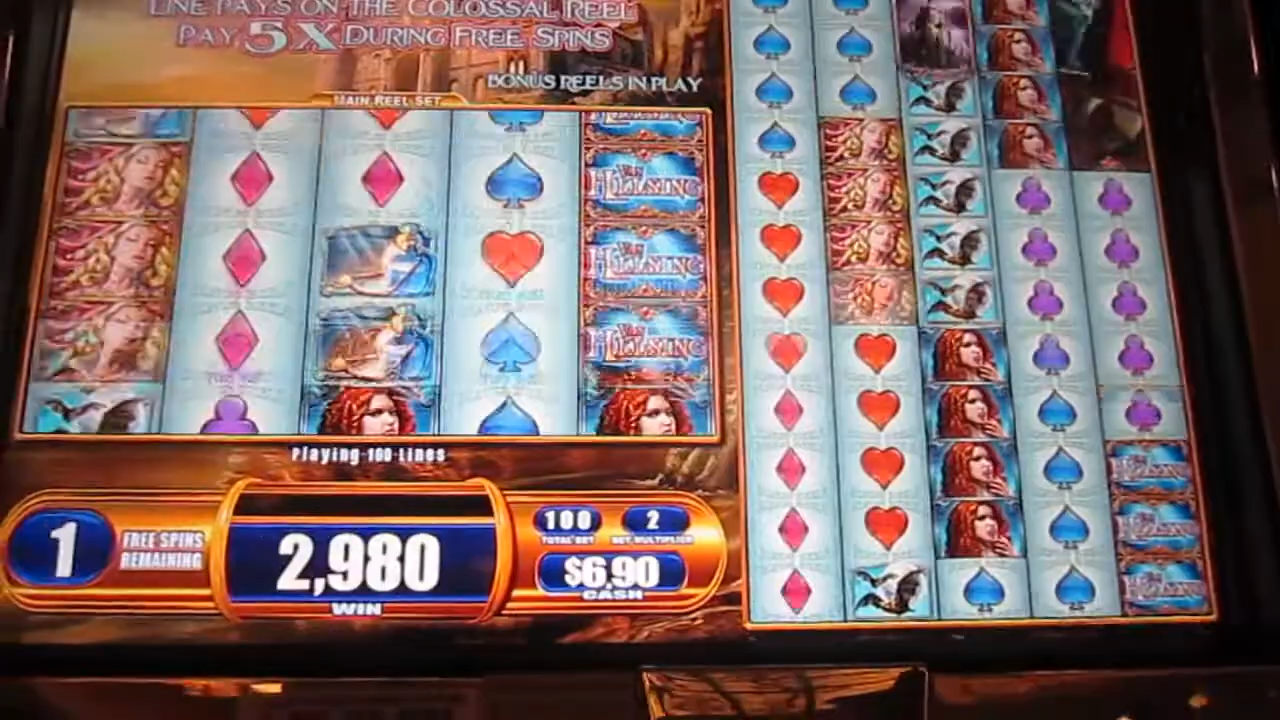 LINE PAYS ON THE COLOSSAL REEL
PAY 5X DURING FREE SPINS
BONUS REELS IN PLAY
MAIN REEL SET
VAN HELSING
VAN HELSING
VAN HELSING
Playing 100 Lines
1 FREE SPINS REMAINING
2,980
WIN
100
TOTAL BET
2
BET MULTIPLIER
$6.90
CASH